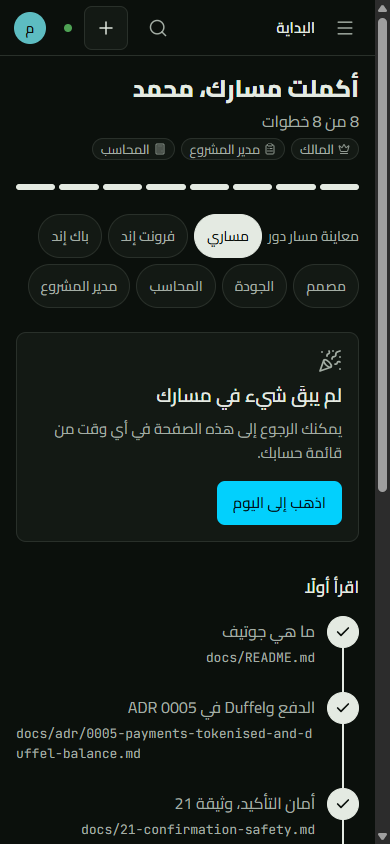 البداية
م
أكملت مسارك، محمد
8 من 8 خطوات
المالك
مدير المشروع
المحاسب
معاينة مسار دور
مساري
فرونت إند
باك إند
مصمم
الجودة
المحاسب
مدير المشروع
لم يبقَ شيء في مسارك
يمكنك الرجوع إلى هذه الصفحة في أي وقت من
قائمة حسابك.
اذهب إلى اليوم
اقرأ أولًا
ما هي جوتيف
docs/README.md
الدفع وDuffel في ADR 0005
docs/adr/0005-payments-tokenised-and-d
uffel-balance.md
أمان التأكيد، وثيقة 21
docs/21-confirmation-safety.md